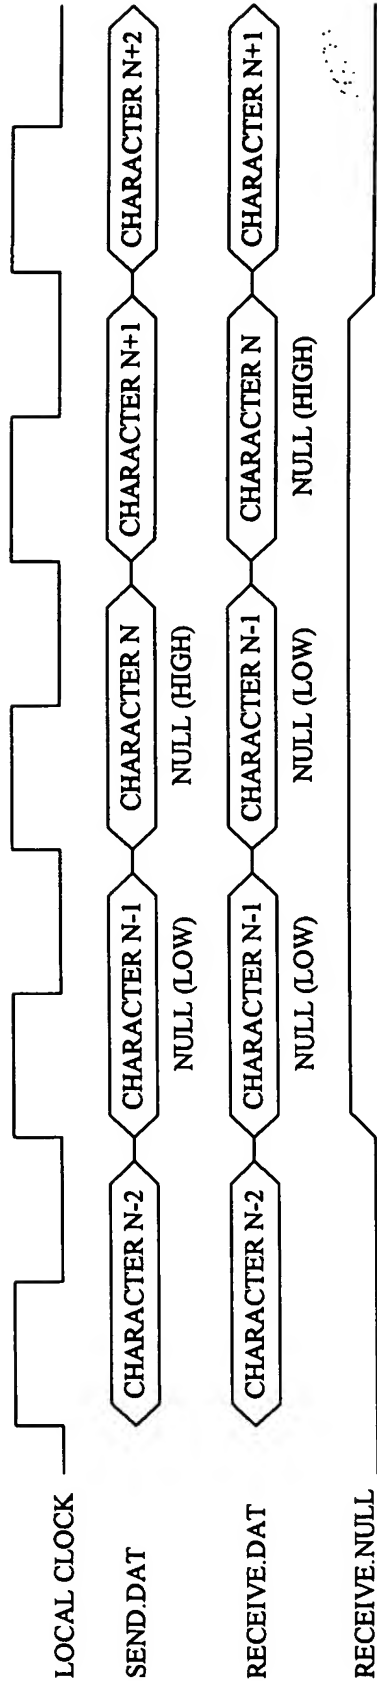 LOCAL CLOCK
SEND.DAT
CHARACTER N-2
CHARACTER N-1
CHARACTER N
CHARACTER N+1
CHARACTER N+2
NULL (LOW)
NULL (HIGH)
RECEIVE.DAT
CHARACTER N-2
CHARACTER N-1
CHARACTER N-1
CHARACTER N
CHARACTER N+1
NULL (LOW)
NULL (LOW)
NULL (HIGH)
RECEIVE.NULL